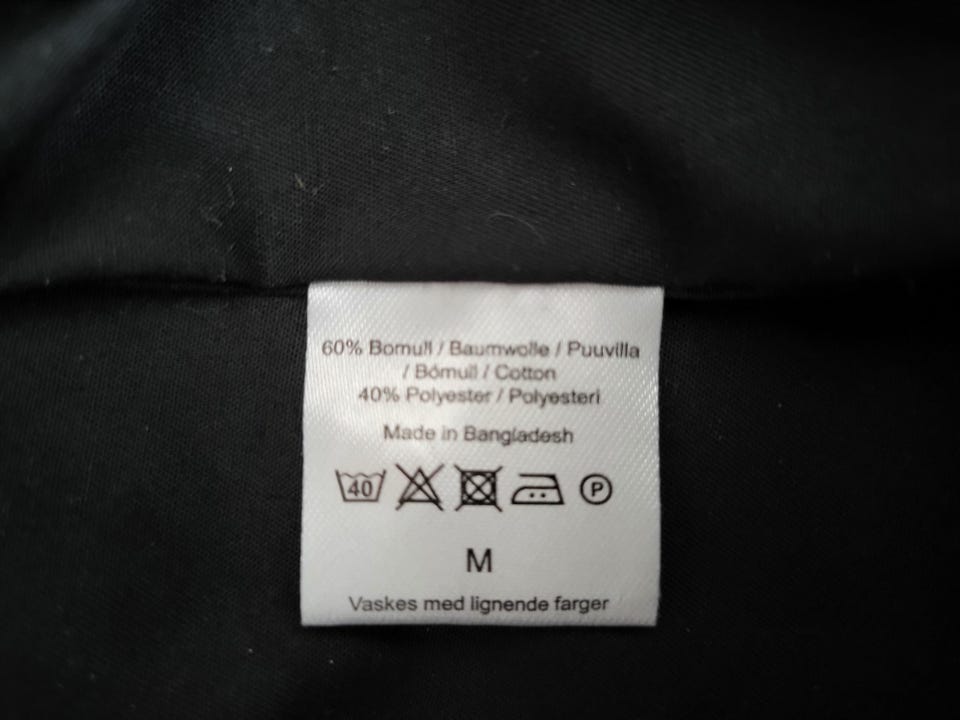 60% Bomull / Baumwolle / Puuvilla
/ Bómull / Cotton
40% Polyester / Polyesteri
Made in Bangladesh
40 P
M
Vaskes med lignende farger